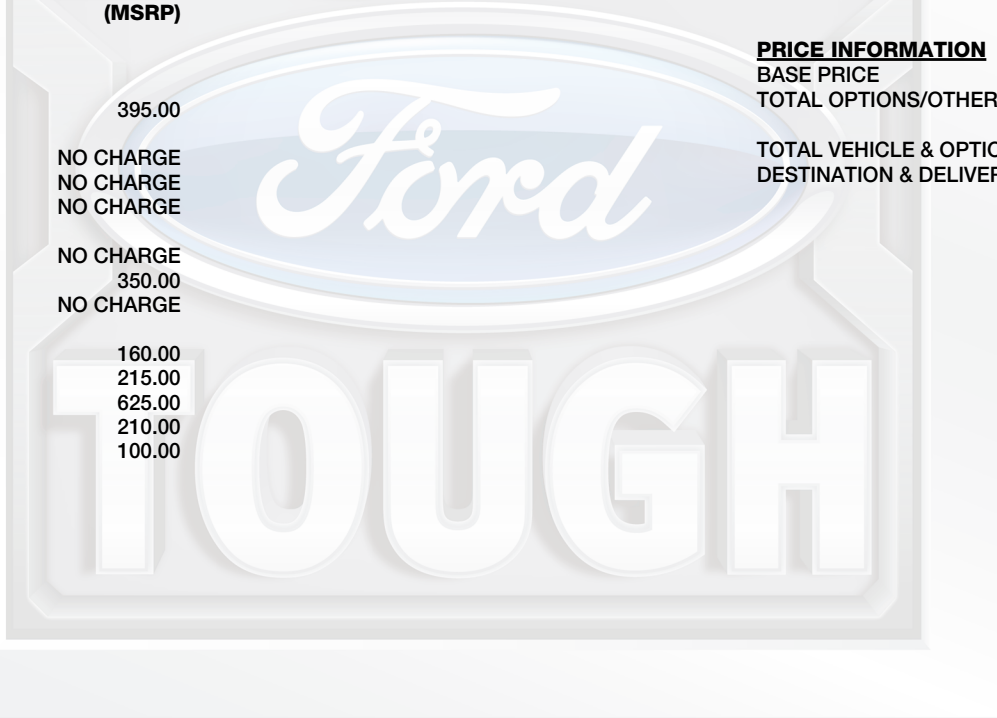 (MSRP)
395.00
NO CHARGE
NO CHARGE
NO CHARGE
NO CHARGE
350.00
NO CHARGE
160.00
215.00
625.00
210.00
100.00
PRICE INFORMATION
BASE PRICE
TOTAL OPTIONS/OTHER
TOTAL VEHICLE & OPTIO
DESTINATION & DELIVER
Ford
TOUGH